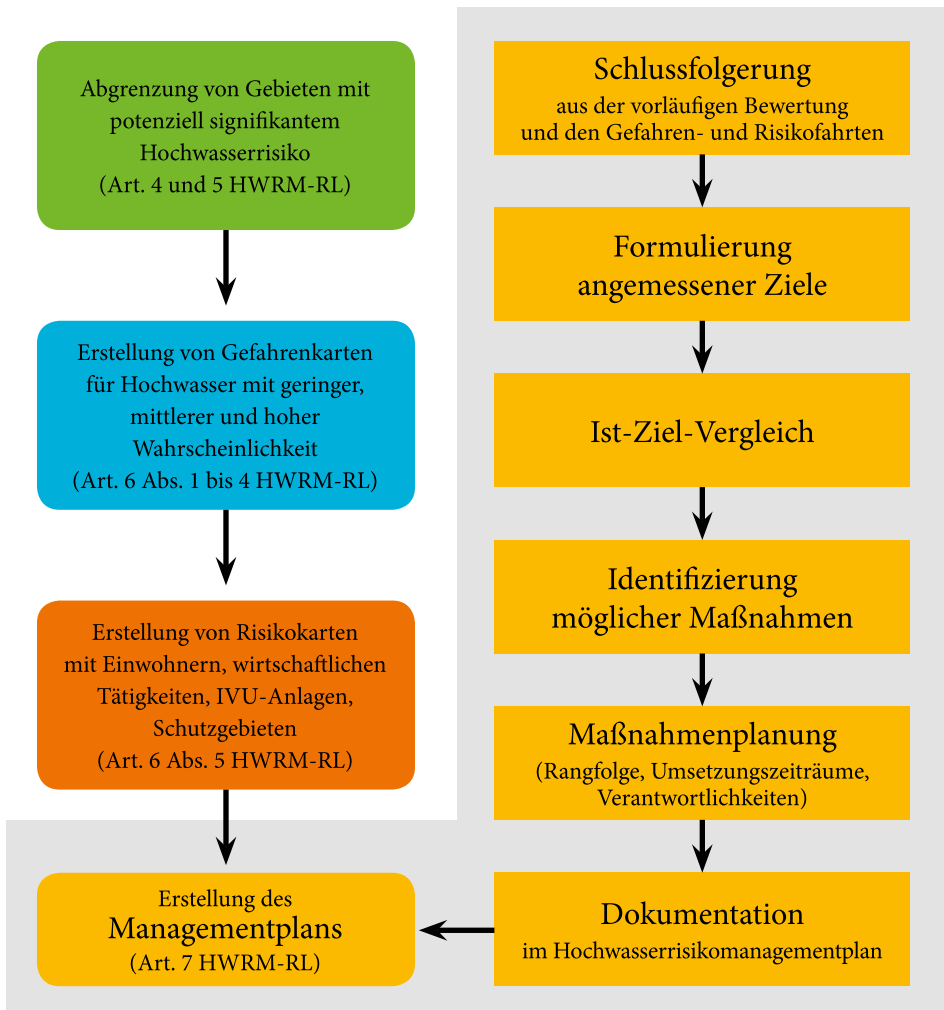 Abgrenzung von Gebieten mit
potenziell signifikantem
Hochwasserrisiko
(Art. 4 und 5 HWRM-RL)
Erstellung von Gefahrenkarten
für Hochwasser mit geringer,
mittlerer und hoher
Wahrscheinlichkeit
(Art. 6 Abs. 1 bis 4 HWRM-RL)
Erstellung von Risikokarten
mit Einwohnern, wirtschaftlichen
Tätigkeiten, IVU-Anlagen,
Schutzgebieten
(Art. 6 Abs. 5 HWRM-RL)
Erstellung des
Managementplans
(Art. 7 HWRM-RL)
Schlussfolgerung
aus der vorläufigen Bewertung
und den Gefahren- und Risikofahrten
Formulierung
angemessener Ziele
Ist-Ziel-Vergleich
Identifizierung
möglicher Maßnahmen
Maßnahmenplanung
(Rangfolge, Umsetzungszeiträume,
Verantwortlichkeiten)
Dokumentation
im Hochwasserrisikomanagementplan